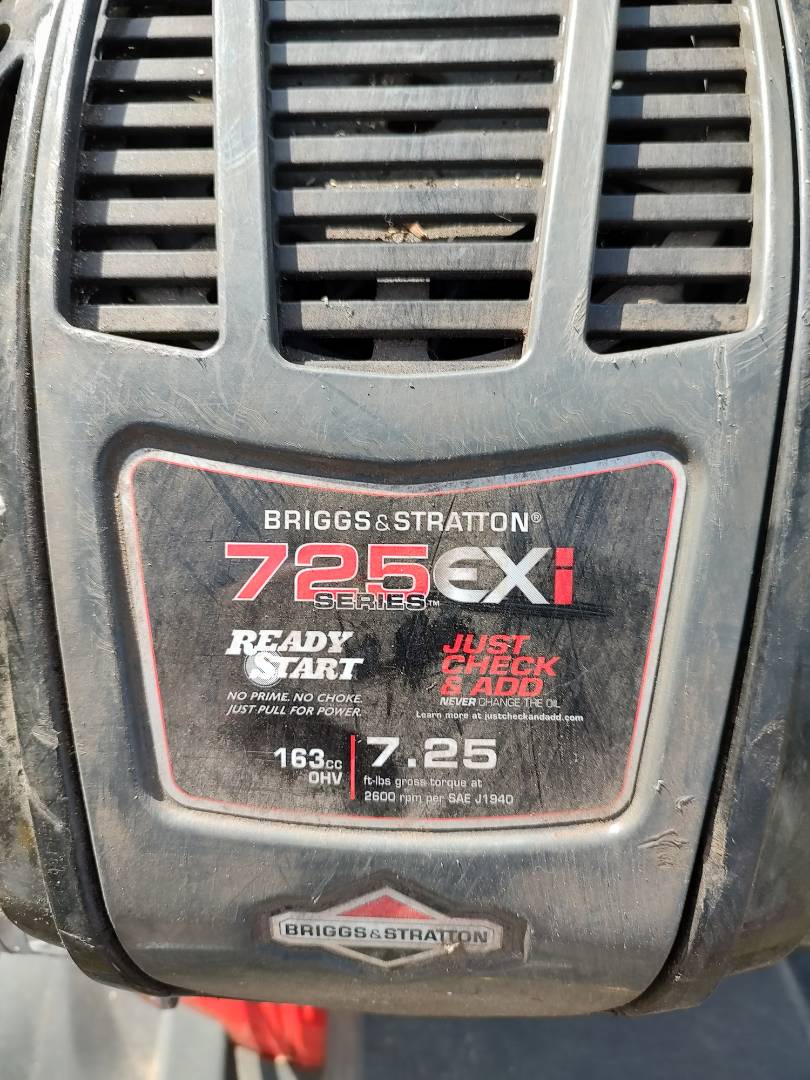 BRIGGS&STRATTON®
725EXi
SERIES™
READY
START
NO PRIME. NO CHOKE.
JUST PULL FOR POWER.
JUST
CHECK
& ADD
NEVER CHANGE THE OIL
Learn more at justcheckandadd.com
163cc
OHV
7.25
ft-lbs gross torque at
2600 rpm per SAE J1940
BRIGGS&STRATTON